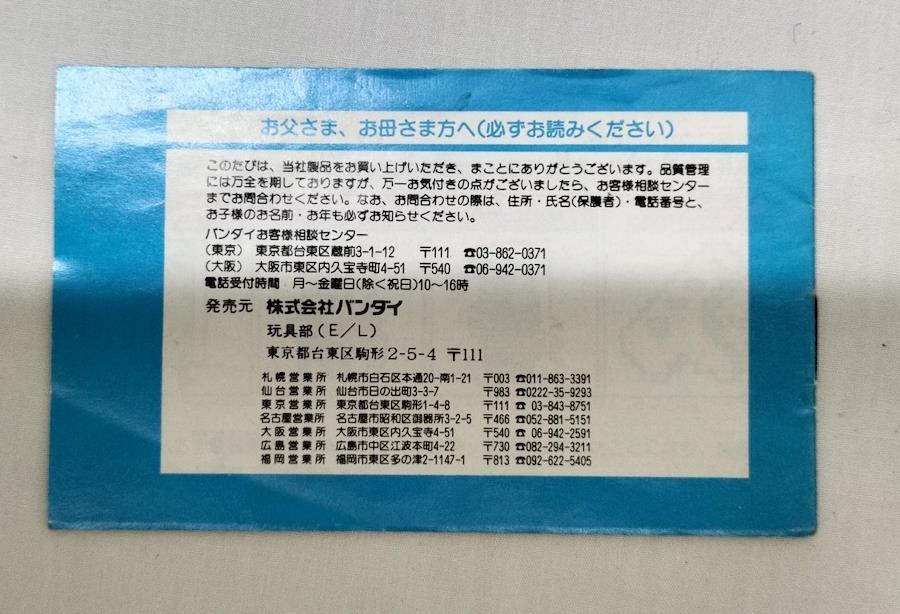 お父さま、お母さま方へ(必ずお読みください)
このたびは、当社製品をお買い上げいただき、まことにありがとうございます。品質管理
には万全を期しておりますが、万一お気付きの点がございましたら、お客様相談センター
までお問合わせください。なお、お問合わせの際は、住所・氏名(保護者)・電話番号と、
お子様のお名前・お年も必ずお知らせください。
バンダイお客様相談センター
(東京) 東京都台東区蔵前3-1-12 〒111 ☎03-862-0371
(大阪) 大阪市東区内久宝寺町4-51 〒540 ☎06-942-0371
電話受付時間 月〜金曜日(除く祝日)10〜16時
発売元 株式会社バンダイ
玩具部(E/L)
東京都台東区駒形2-5-4 〒111
札幌営業所 札幌市白石区本通20-南1-21 〒003 ☎011-863-3391
仙台営業所 仙台市日の出町3-3-7 〒983 ☎0222-35-9293
東京営業所 東京都台東区駒形1-4-8 〒111 ☎03-843-8751
名古屋営業所 名古屋市昭和区御器所3-2-5 〒466 ☎052-881-5151
大阪営業所 大阪市東区内久宝寺4-51 〒540 ☎06-942-2591
広島営業所 広島市中区江波本町4-22 〒730 ☎082-294-3211
福岡営業所 福岡市東区多の津2-1147-1 〒813 ☎092-622-5405